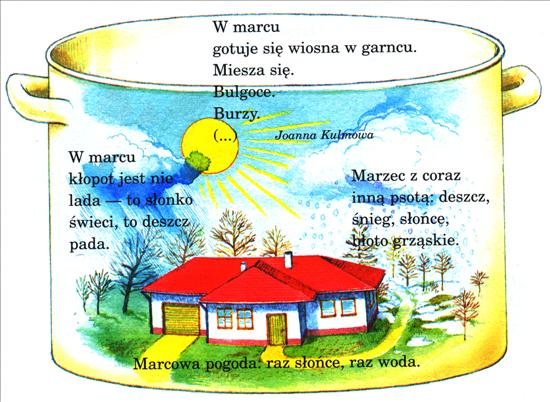 W marcu
gotuje się wiosna w garncu.
Miesza się.
Bulgoce.
Burzy.
(...) Joanna Kulmowa
W marcu
kłopot jest nie
lada — to słonko
świeci, to deszcz
pada.
Marzec z coraz
inną psotą: deszcz,
śnieg, słońce,
błoto grząskie.
Marcowa pogoda: raz słońce, raz woda.